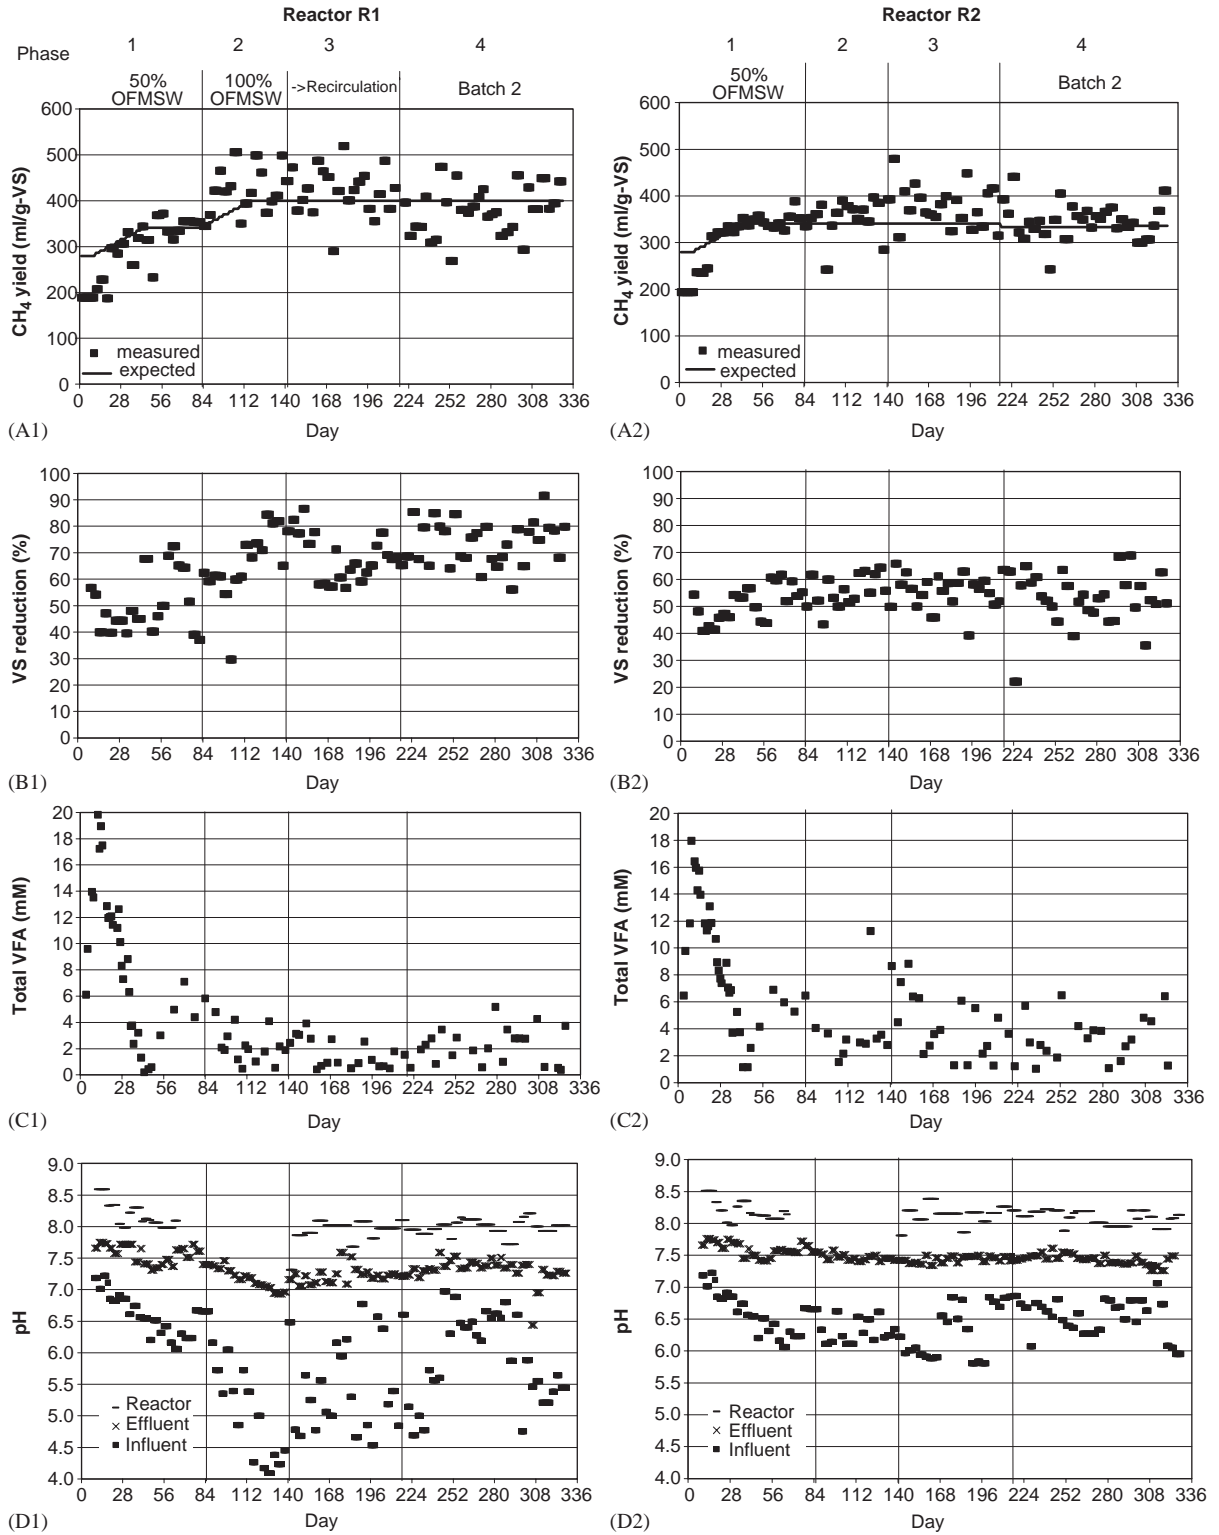 Reactor R1 Reactor R2
Phase 1 2 3 4 1 2 3 4
50% OFMSW 100% OFMSW ->Recirculation Batch 2 50% OFMSW Batch 2
CH4 yield (ml/g-VS)
600
500
400
300
200
100
0
measured
expected
0 28 56 84 112 140 168 196 224 252 280 308 336
(A1) Day
CH4 yield (ml/g-VS)
600
500
400
300
200
100
0
measured
expected
0 28 56 84 112 140 168 196 224 252 280 308 336
(A2) Day
VS reduction (%)
100
90
80
70
60
50
40
30
20
10
0
0 28 56 84 112 140 168 196 224 252 280 308 336
(B1) Day
VS reduction (%)
100
90
80
70
60
50
40
30
20
10
0
0 28 56 84 112 140 168 196 224 252 280 308 336
(B2) Day
Total VFA (mM)
20
18
16
14
12
10
8
6
4
2
0
0 28 56 84 112 140 168 196 224 252 280 308 336
(C1) Day
Total VFA (mM)
20
18
16
14
12
10
8
6
4
2
0
0 28 56 84 112 140 168 196 224 252 280 308 336
(C2) Day
pH
9.0
8.5
8.0
7.5
7.0
6.5
6.0
5.5
5.0
4.5
4.0
Reactor
Effluent
Influent
0 28 56 84 112 140 168 196 224 252 280 308 336
(D1) Day
pH
9.0
8.5
8.0
7.5
7.0
6.5
6.0
5.5
5.0
4.5
4.0
Reactor
Effluent
Influent
0 28 56 84 112 140 168 196 224 252 280 308 336
(D2) Day